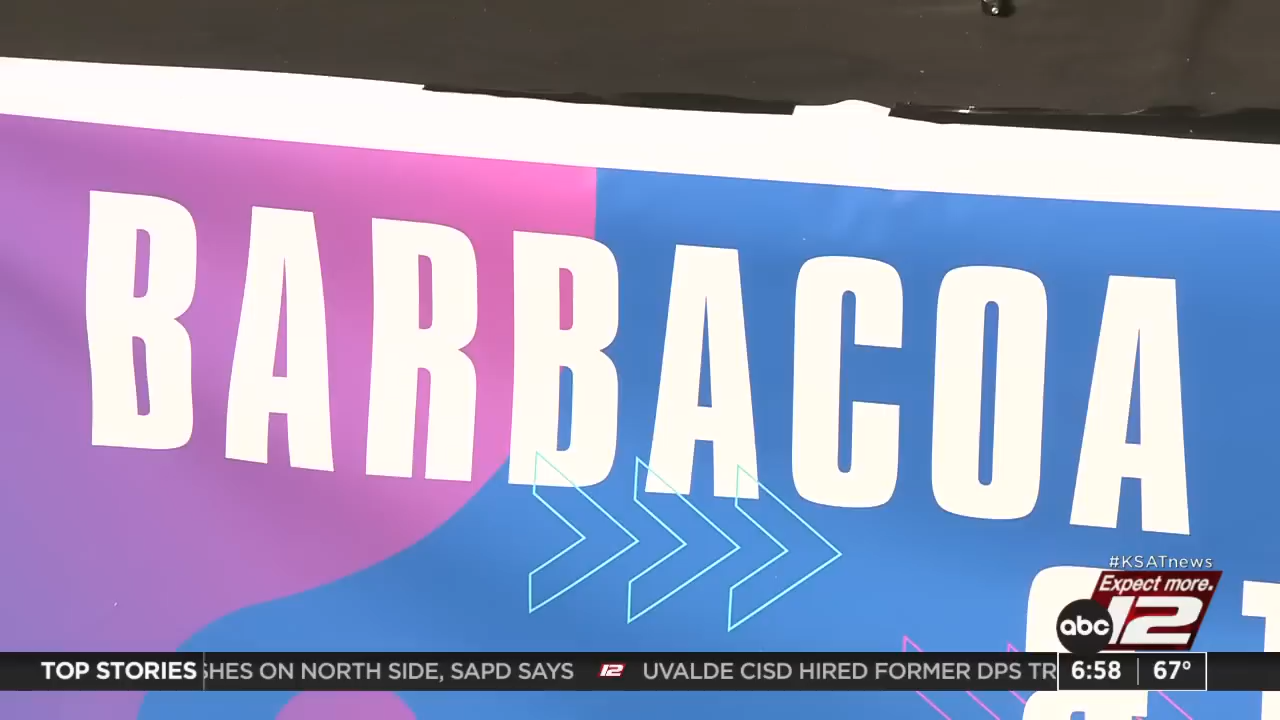 BARBACOA
&
#KSATnews
Expect more.
abc 12
TOP STORIES SHES ON NORTH SIDE, SAPD SAYS 12 UVALDE CISD HIRED FORMER DPS TR 6:58 67°